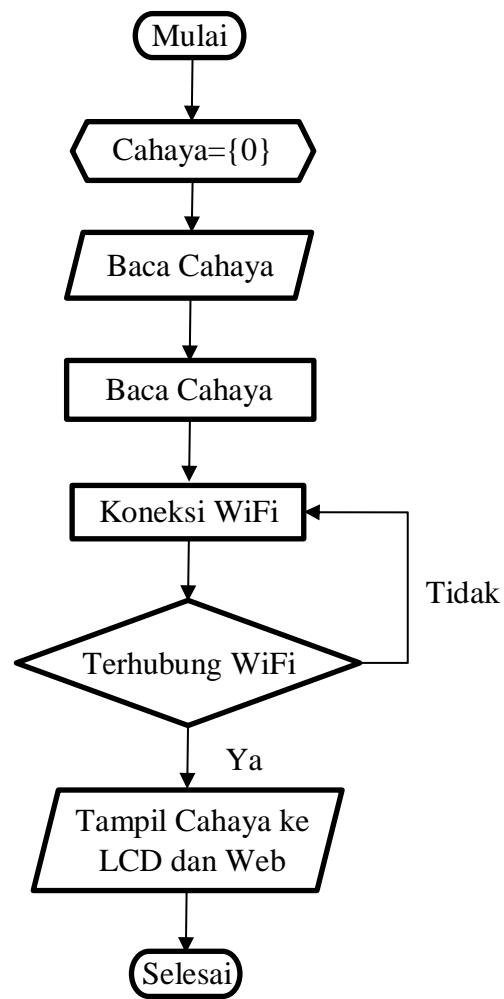 Mulai
Cahaya={0}
Baca Cahaya
Baca Cahaya
Koneksi WiFi
Tidak
Terhubung WiFi
Ya
Tampil Cahaya ke
LCD dan Web
Selesai